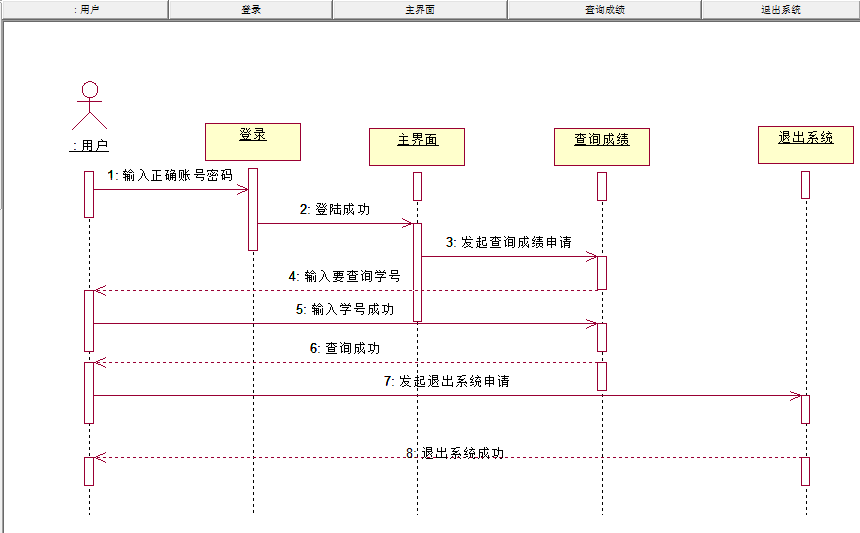 : 用户
登录
主界面
查询成绩
退出系统
: 用户
登录
主界面
查询成绩
退出系统
1: 输入正确账号密码
2: 登陆成功
3: 发起查询成绩申请
4: 输入要查询学号
5: 输入学号成功
6: 查询成功
7: 发起退出系统申请
8: 退出系统成功